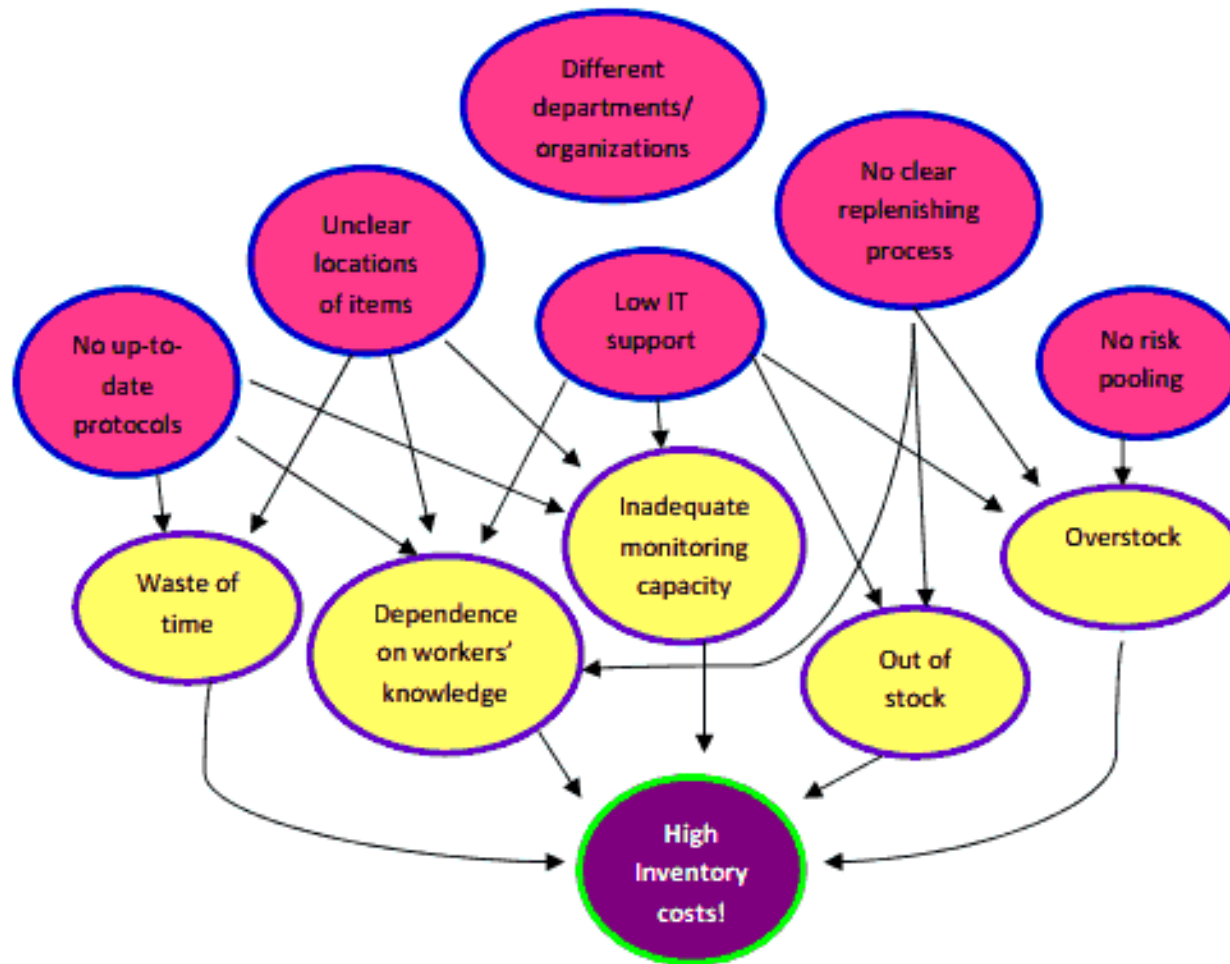 Different
departments/
organizations
No clear
replenishing
process
Unclear
locations
of items
Low IT
support
No risk
pooling
No up-to-
date
protocols
Inadequate
monitoring
capacity
Overstock
Waste of
time
Dependence
on workers'
knowledge
Out of
stock
High
Inventory
costs!